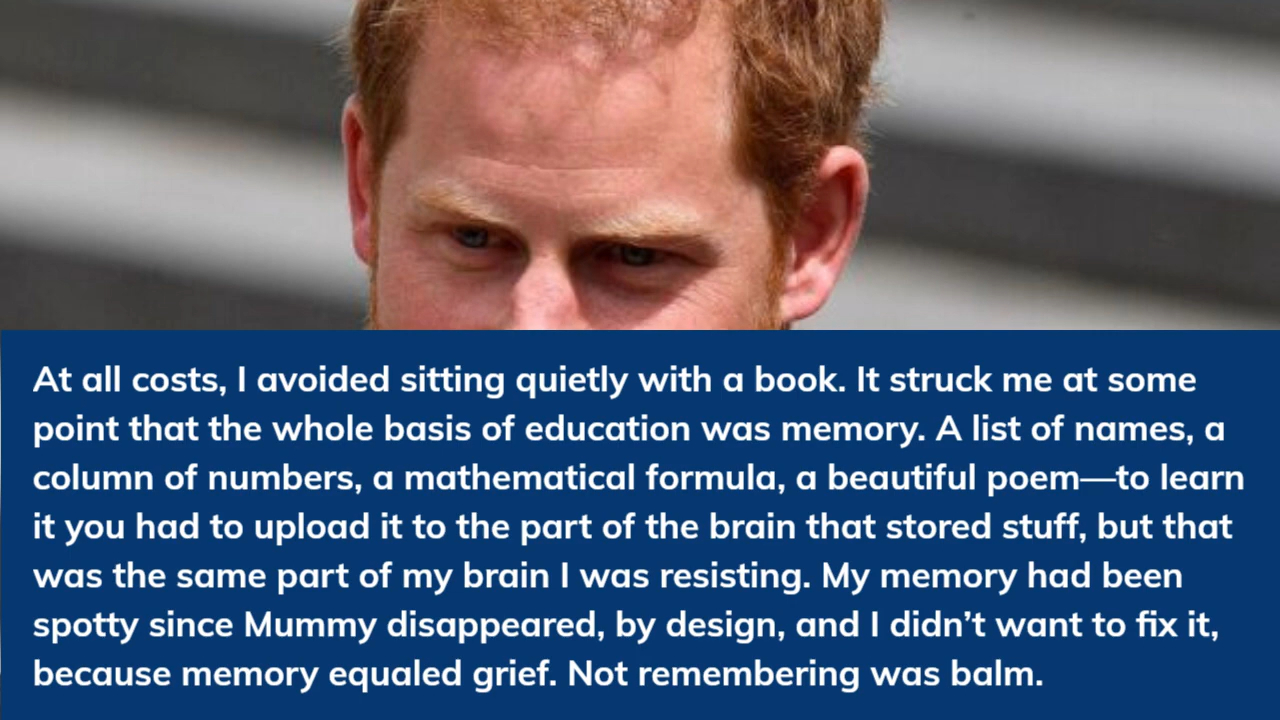 At all costs, I avoided sitting quietly with a book. It struck me at some
point that the whole basis of education was memory. A list of names, a
column of numbers, a mathematical formula, a beautiful poem—to learn
it you had to upload it to the part of the brain that stored stuff, but that
was the same part of my brain I was resisting. My memory had been
spotty since Mummy disappeared, by design, and I didn’t want to fix it,
because memory equaled grief. Not remembering was balm.